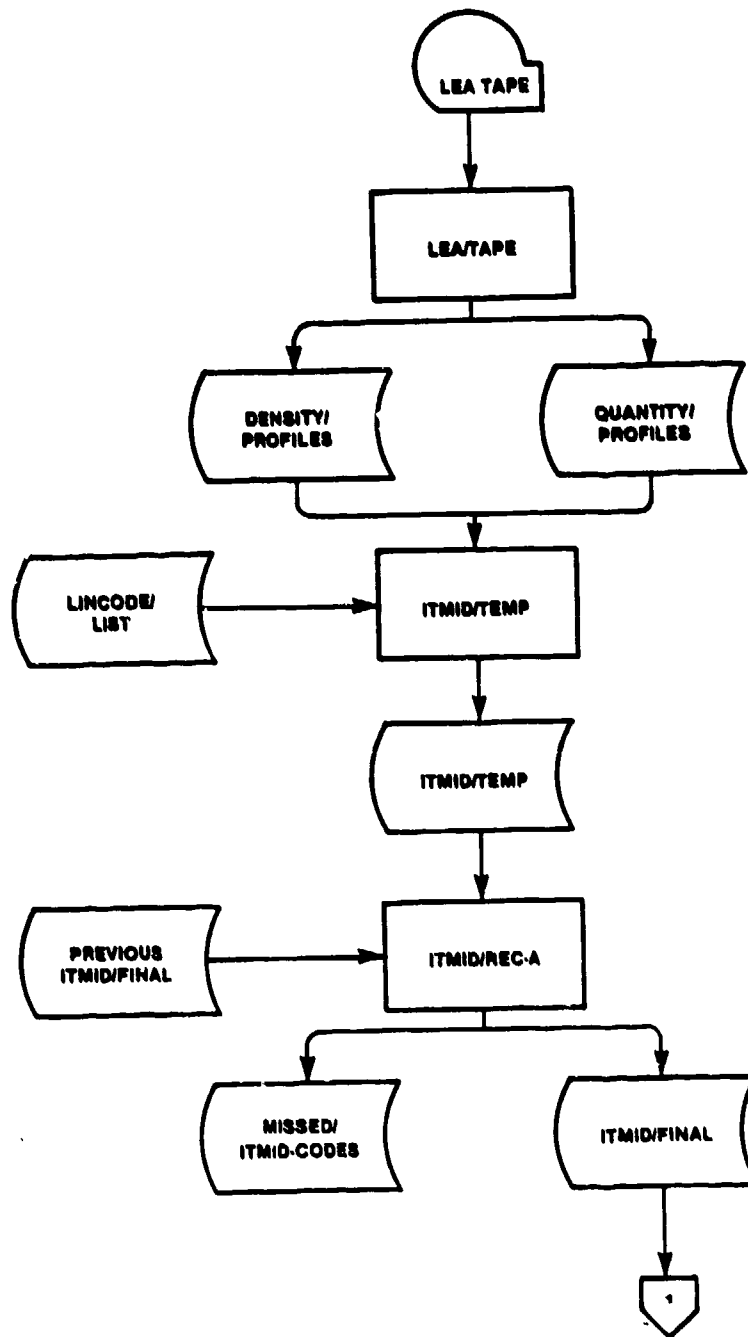 LEA TAPE
LEA/TAPE
DENSITY/
PROFILES
QUANTITY/
PROFILES
LINCODE/
LIST
ITMID/TEMP
ITMID/TEMP
PREVIOUS
ITMID/FINAL
ITMID/REC-A
MISSED/
ITMID-CODES
ITMID/FINAL
1